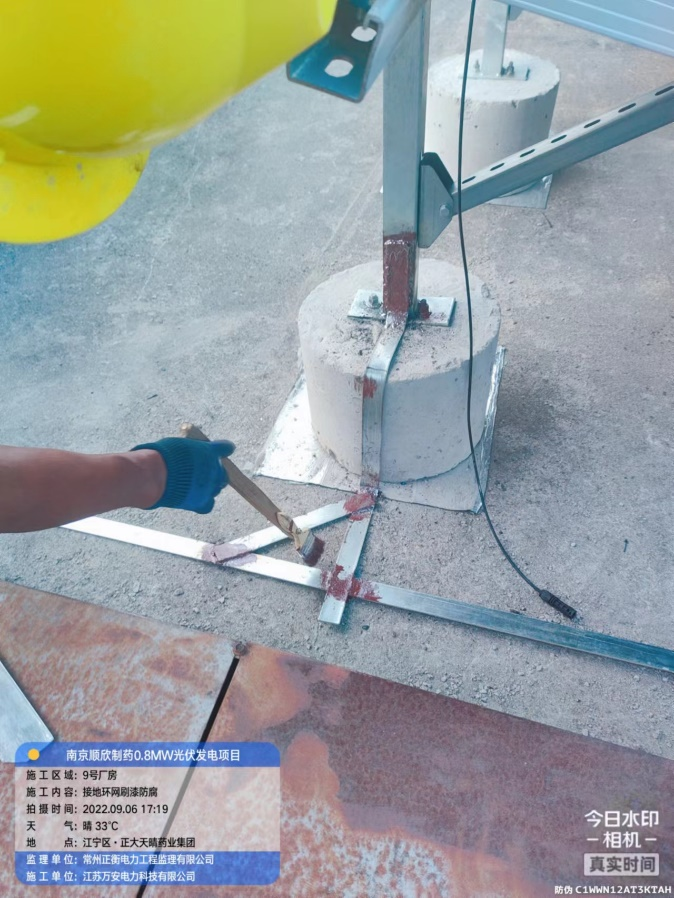 南京顺欣制药0.8MW光伏发电项目
施工区域：9号厂房
施工内容：接地环网刷漆防腐
拍摄时间：2022.09.06 17:19
天气：晴 33℃
地点：江宁区·正大天晴药业集团
监理单位：常州正衡电力工程监理有限公司
施工单位：江苏万安电力科技有限公司
今日水印
相机
真实时间
防伪 C1WWN12AT3KTAH